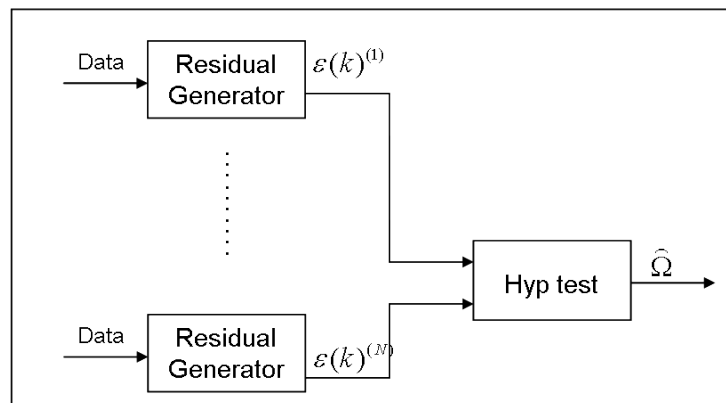 Data
Residual
Generator
ε(k)⁽¹⁾
Hyp test
Ω̂
Data
Residual
Generator
ε(k)⁽ᴺ⁾